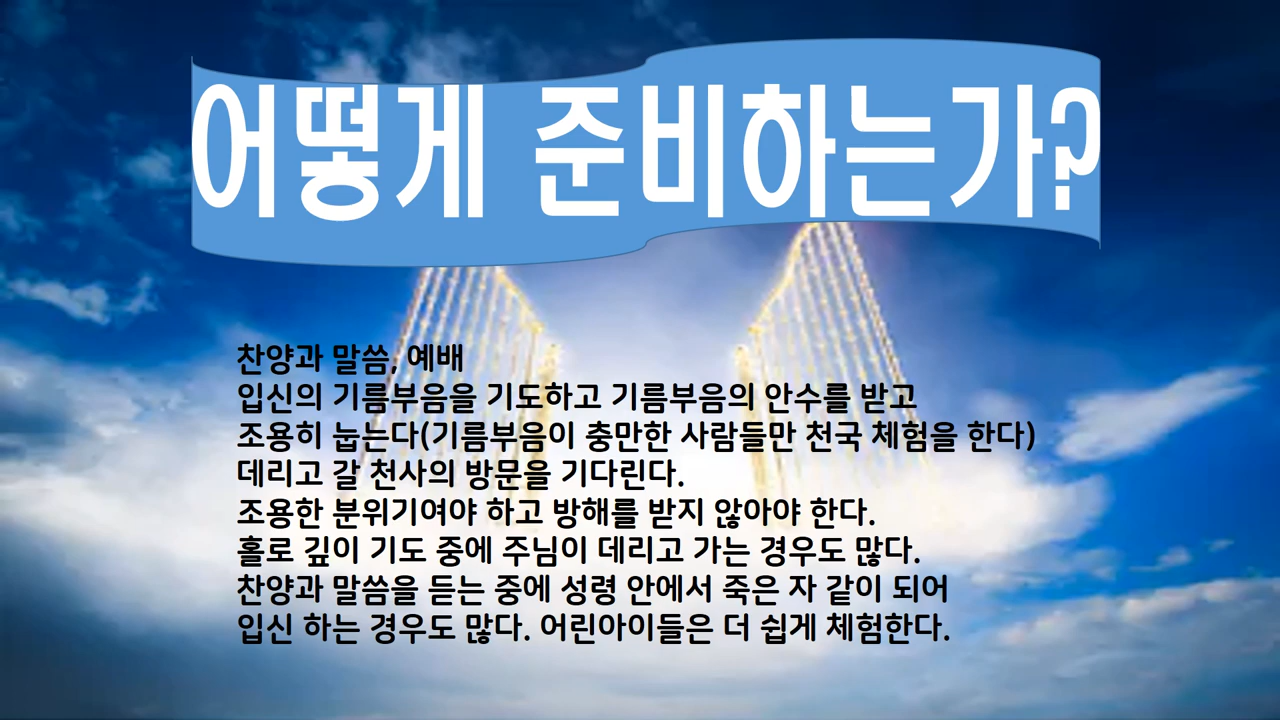 어떻게 준비하는가?
찬양과 말씀, 예배
입신의 기름부음을 기도하고 기름부음의 안수를 받고
조용히 눕는다(기름부음이 충만한 사람들만 천국 체험을 한다)
데리고 갈 천사의 방문을 기다린다.
조용한 분위기여야 하고 방해를 받지 않아야 한다.
홀로 깊이 기도 중에 주님이 데리고 가는 경우도 많다.
찬양과 말씀을 듣는 중에 성령 안에서 죽은 자 같이 되어
입신 하는 경우도 많다. 어린아이들은 더 쉽게 체험한다.